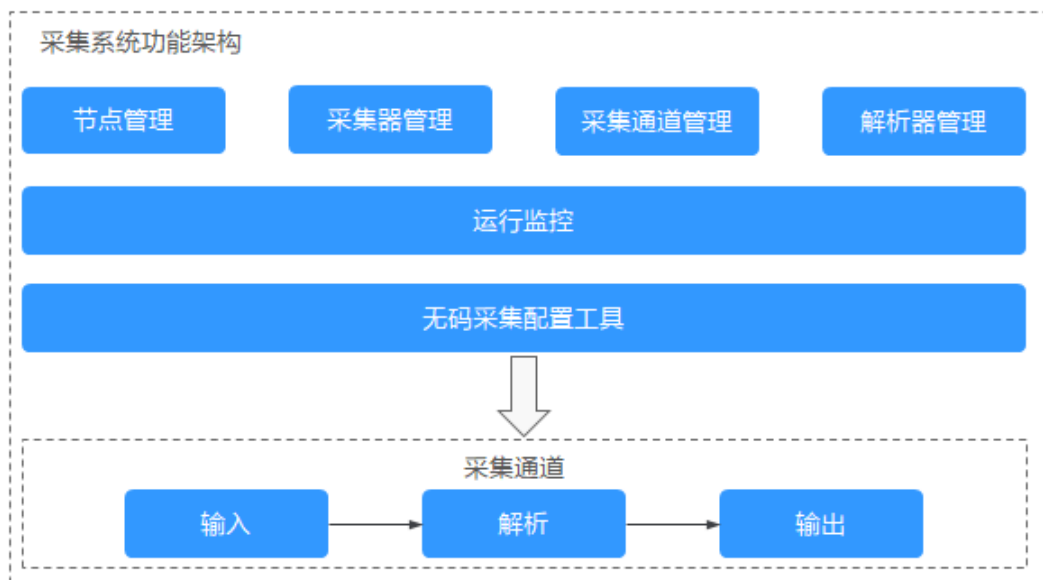 采集系统功能架构
节点管理
采集器管理
采集通道管理
解析器管理
运行监控
无码采集配置工具
采集通道
输入
解析
输出